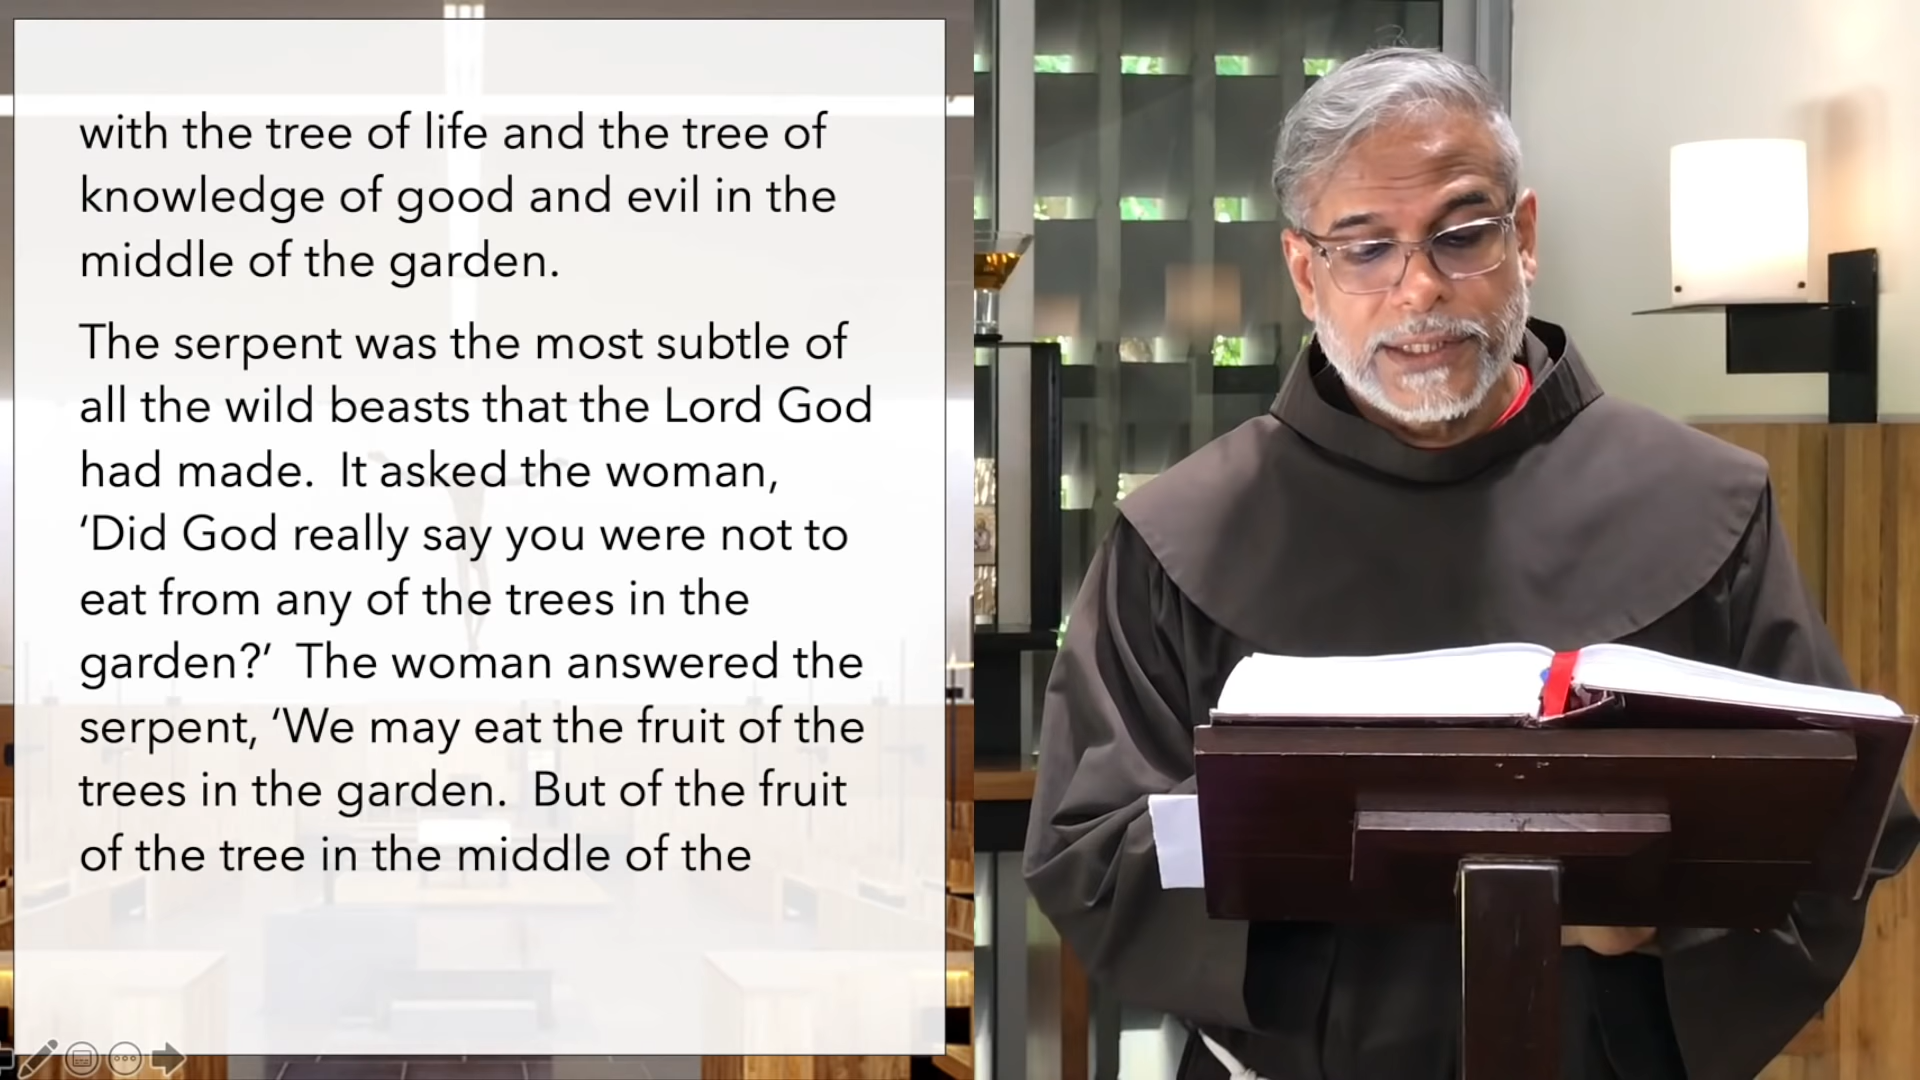 with the tree of life and the tree of
knowledge of good and evil in the
middle of the garden.
The serpent was the most subtle of
all the wild beasts that the Lord God
had made.  It asked the woman,
‘Did God really say you were not to
eat from any of the trees in the
garden?’  The woman answered the
serpent, ‘We may eat the fruit of the
trees in the garden.  But of the fruit
of the tree in the middle of the